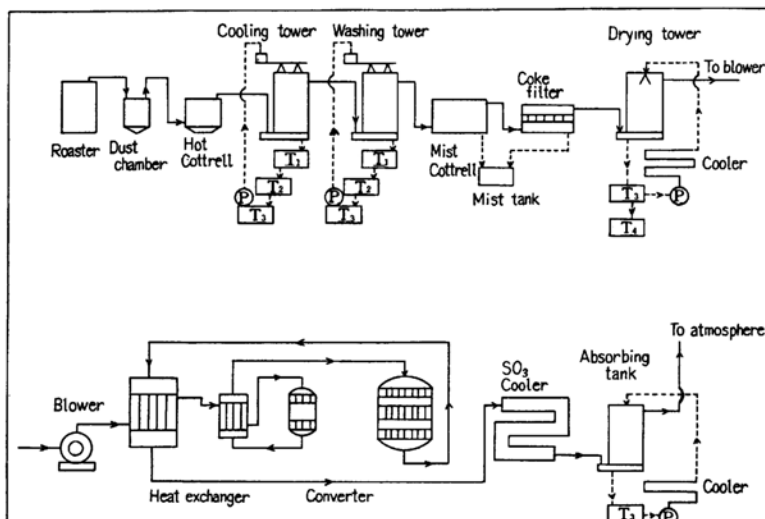 Cooling tower
Washing tower
Drying tower
To blower
Coke
filter
Roaster
Dust
chamber
Hot
Cottrell
T1
T2
T3
P
T1
T2
T3
P
Mist
Cottrell
Mist tank
Cooler
T3
P
T4
To atmosphere
Absorbing
tank
SO3
Cooler
Blower
Heat exchanger
Converter
Cooler
T3
P